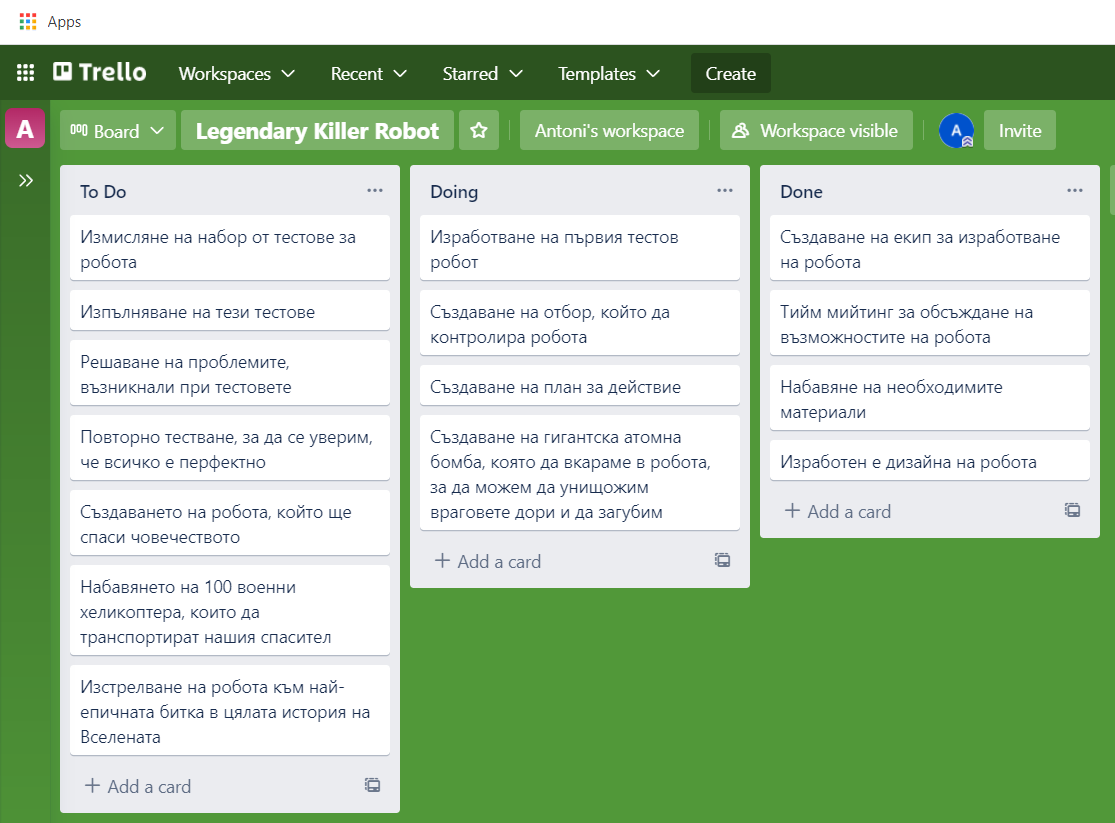 Apps
Trello
Workspaces
Recent
Starred
Templates
Create
A
Board
Legendary Killer Robot
Antoni's workspace
Workspace visible
A
Invite
To Do
Измисляне на набор от тестове за
робота
Изпълняване на тези тестове
Решаване на проблемите,
възникнали при тестовете
Повторно тестване, за да се уверим,
че всичко е перфектно
Създаването на робота, който ще
спаси човечеството
Набавянето на 100 военни
хеликоптера, които да
транспортират нашия спасител
Изстрелване на робота към най-
епичната битка в цялата история на
Вселената
+ Add a card
Doing
Изработване на първия тестов
робот
Създаване на отбор, който да
контролира робота
Създаване на план за действие
Създаване на гигантска атомна
бомба, която да вкараме в робота,
за да можем да унищожим
враговете дори и да загубим
+ Add a card
Done
Създаване на екип за изработване
на робота
Тийм мийтинг за обсъждане на
възможностите на робота
Набавяне на необходимите
материали
Изработен е дизайна на робота
+ Add a card